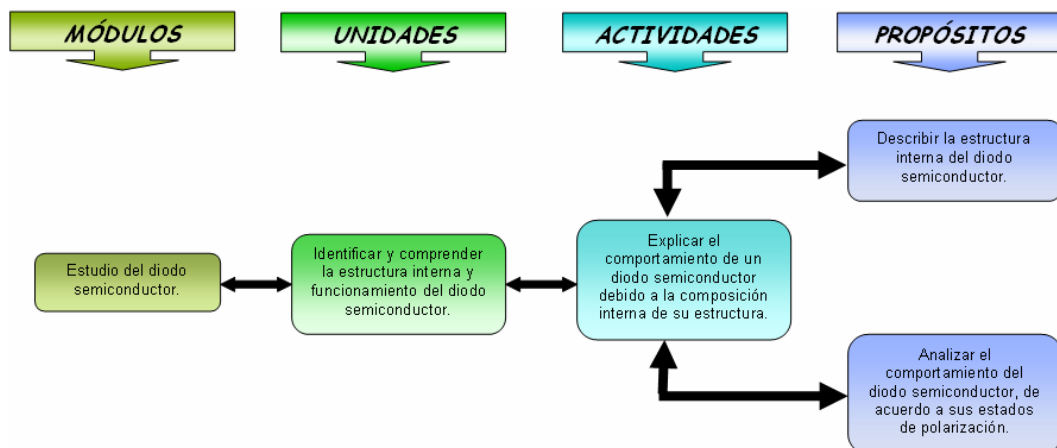 MÓDULOS
UNIDADES
ACTIVIDADES
PROPÓSITOS
Estudio del diodo
semiconductor.
Identificar y comprender
la estructura interna y
funcionamiento del diodo
semiconductor.
Explicar el
comportamiento de un
diodo semiconductor
debido a la composición
interna de su estructura.
Describir la estructura
interna del diodo
semiconductor.
Analizar el
comportamiento del
diodo semiconductor, de
acuerdo a sus estados
de polarización.